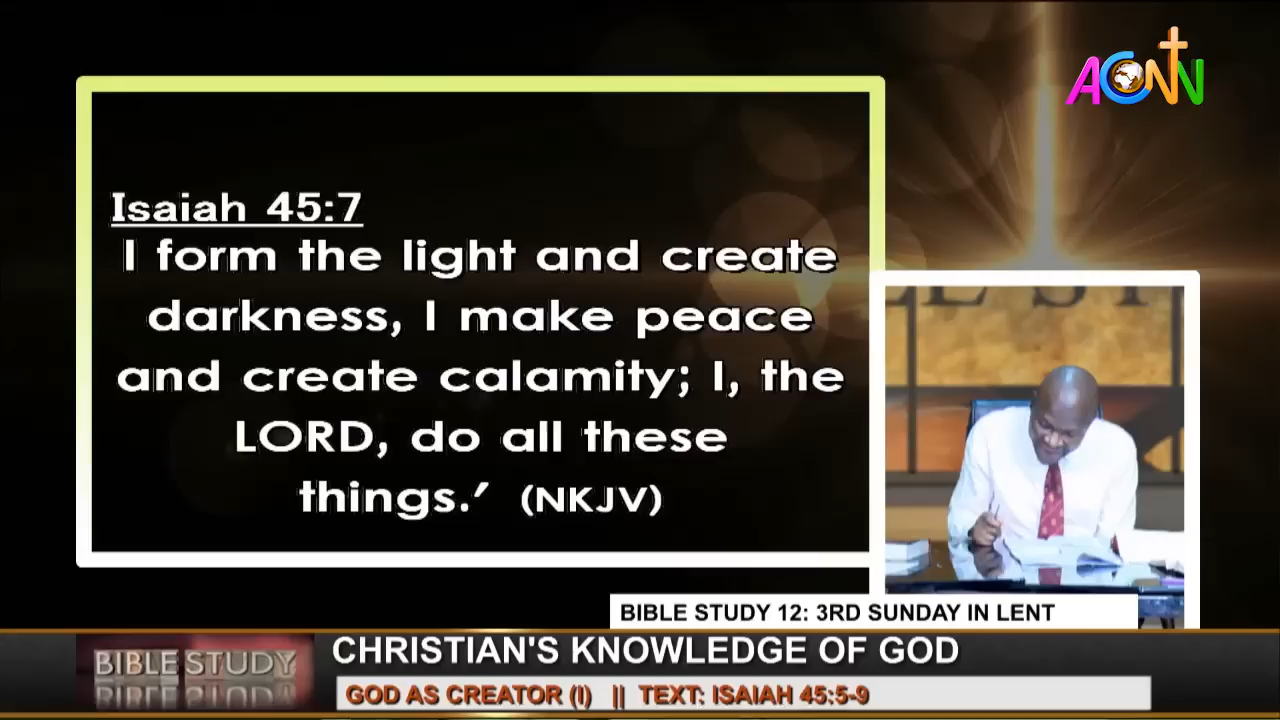 ACNN
Isaiah 45:7
I form the light and create
darkness, I make peace
and create calamity; I, the
LORD, do all these
things.’ (NKJV)
BIBLE STUDY 12: 3RD SUNDAY IN LENT
BIBLE STUDY
CHRISTIAN'S KNOWLEDGE OF GOD
GOD AS CREATOR (I) || TEXT: ISAIAH 45:5-9